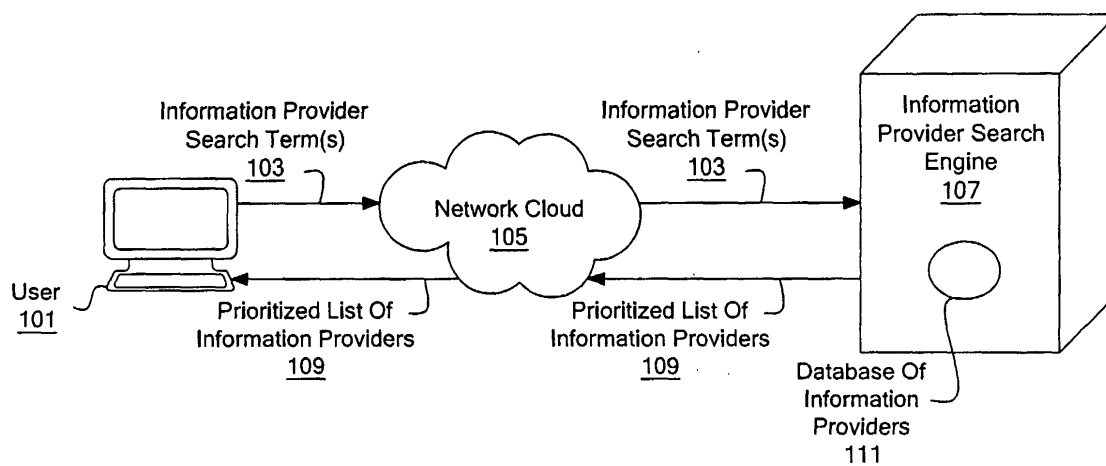 Information Provider
Search Term(s)
103
Information Provider
Search Term(s)
103
Information
Provider Search
Engine
107
Network Cloud
105
User
101
Prioritized List Of
Information Providers
109
Prioritized List Of
Information Providers
109
Database Of
Information
Providers
111